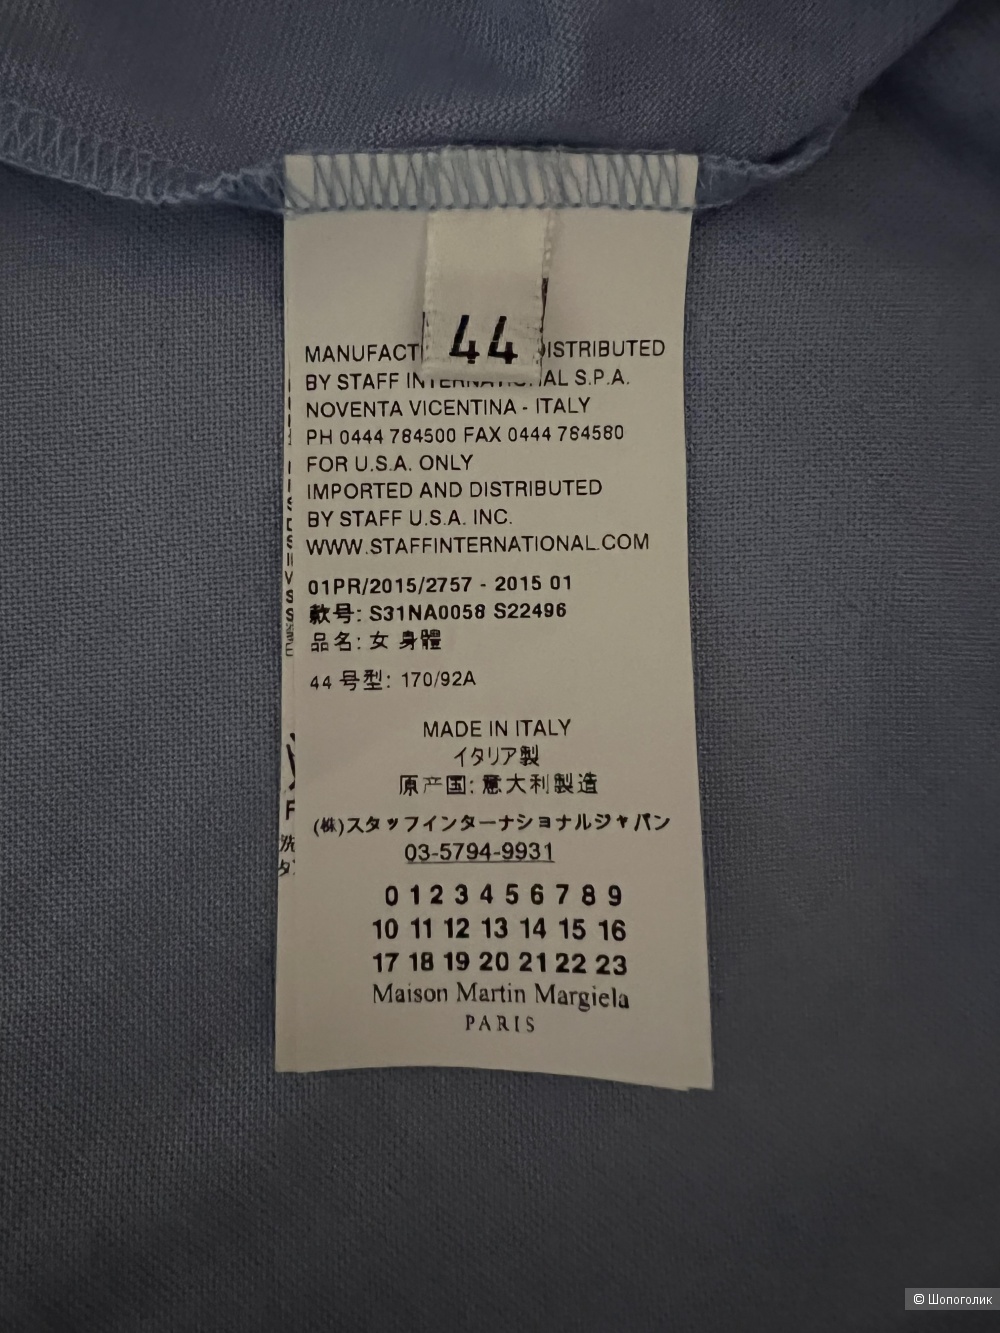 44
MANUFACT ISTRIBUTED
BY STAFF INTERNATIONAL S.P.A.
NOVENTA VICENTINA - ITALY
PH 0444 784500 FAX 0444 784580
FOR U.S.A. ONLY
IMPORTED AND DISTRIBUTED
BY STAFF U.S.A. INC.
WWW.STAFFINTERNATIONAL.COM
01PR/2015/2757 - 2015 01
款号: S31NA0058 S22496
品名: 女 身體
44 号型: 170/92A
MADE IN ITALY
イタリア製
原产国: 意大利製造
(株)スタッフインターナショナルジャパン
03-5794-9931
0 1 2 3 4 5 6 7 8 9
10 11 12 13 14 15 16
17 18 19 20 21 22 23
Maison Martin Margiela
PARIS
© Шопоголик